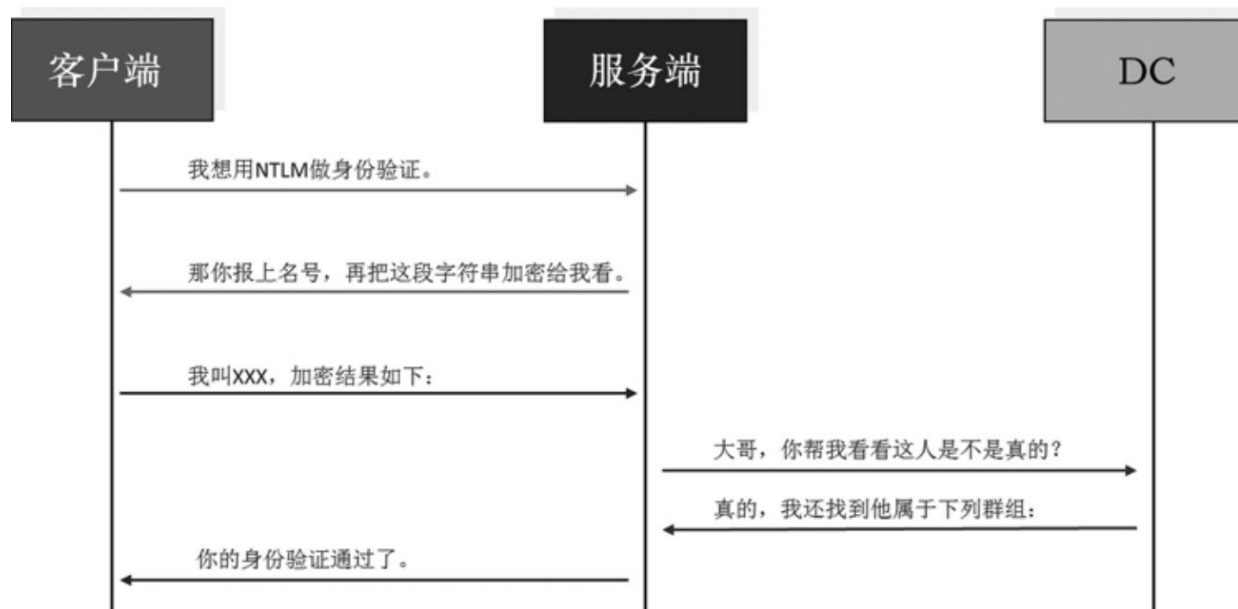 客户端
服务端
DC
我想用NTLM做身份验证。
那你报上名号，再把这段字符串加密给我看。
我叫XXX，加密结果如下：
大哥，你帮我看看这人是不是真的？
真的，我还找到他属于下列群组：
你的身份验证通过了。